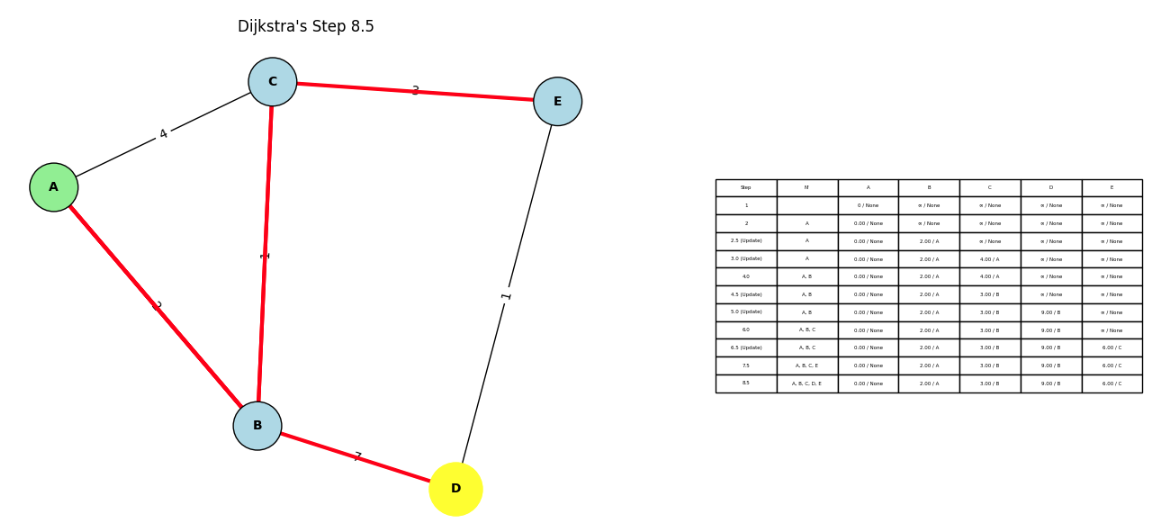 Dijkstra's Step 8.5
C
3
E
4
A
1
2
1
B
7
D
Step N' A B C D E
1 0 / None ∞ / None ∞ / None ∞ / None ∞ / None
2 A 0.00 / None ∞ / None ∞ / None ∞ / None ∞ / None
2.5 (Update) A 0.00 / None 2.00 / A ∞ / None ∞ / None ∞ / None
3.0 (Update) A 0.00 / None 2.00 / A 4.00 / A ∞ / None ∞ / None
4.0 A, B 0.00 / None 2.00 / A 4.00 / A ∞ / None ∞ / None
4.5 (Update) A, B 0.00 / None 2.00 / A 3.00 / B ∞ / None ∞ / None
5.0 (Update) A, B 0.00 / None 2.00 / A 3.00 / B 9.00 / B ∞ / None
6.0 A, B, C 0.00 / None 2.00 / A 3.00 / B 9.00 / B ∞ / None
6.5 (Update) A, B, C 0.00 / None 2.00 / A 3.00 / B 9.00 / B 6.00 / C
7.5 A, B, C, E 0.00 / None 2.00 / A 3.00 / B 9.00 / B 6.00 / C
8.5 A, B, C, D, E 0.00 / None 2.00 / A 3.00 / B 9.00 / B 6.00 / C